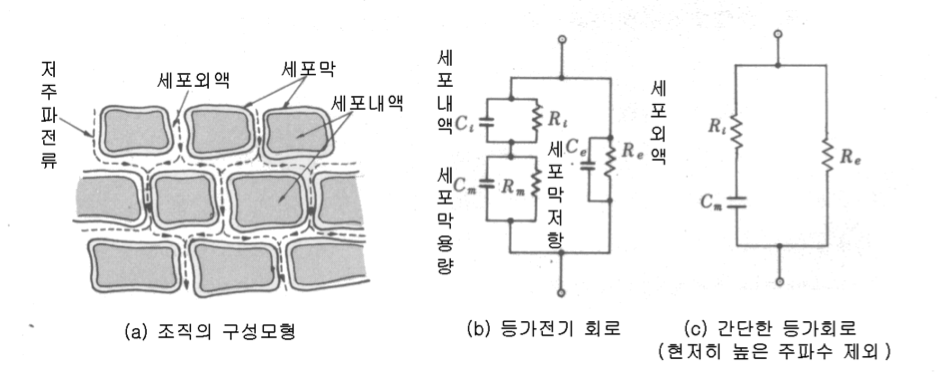 저주파전류
세포외액
세포막
세포내액
(a) 조직의 구성모형
세포내액
C_i
R_i
세포막용량
C_m
R_m
세포막저항
C_e
R_e
(b) 등가전기 회로
세포외액
R_i
C_m
R_e
(c) 간단한 등가회로
(현저히 높은 주파수 제외)